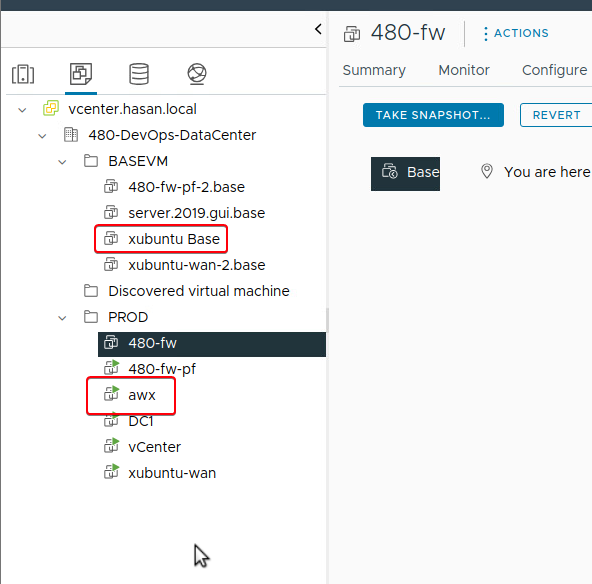 480-fw
ACTIONS
Summary Monitor Configure
TAKE SNAPSHOT... REVERT
Base You are here
vcenter.hasan.local
480-DevOps-DataCenter
BASEVM
480-fw-pf-2.base
server.2019.gui.base
xubuntu Base
xubuntu-wan-2.base
Discovered virtual machine
PROD
480-fw
480-fw-pf
awx
DC1
vCenter
xubuntu-wan